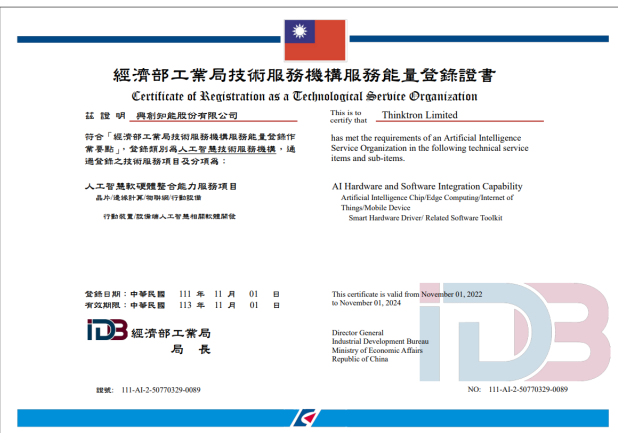 經濟部工業局技術服務機構服務能量登錄證書
Certificate of Registration as a Technological Service Organization
茲 證 明 興創知能股份有限公司
符合「經濟部工業局技術服務機構服務能量登錄作
業要點」，登錄類別為人工智慧技術服務機構，通
過登錄之技術服務項目及分項為：
人工智慧軟硬體整合能力服務項目
晶片/邊緣計算/物聯網/行動設備
行動裝置/設備端人工智慧相關軟體開發
This is to
certify that Thinktron Limited
has met the requirements of an Artificial Intelligence
Service Organization in the following technical service
items and sub-items.
AI Hardware and Software Integration Capability
Artificial Intelligence Chip/Edge Computing/Internet of
Things/Mobile Device
Smart Hardware Driver/ Related Software Toolkit
登錄日期：中華民國 111 年 11 月 01 日
有效期限：中華民國 113 年 11 月 01 日
IDB 經濟部工業局
局 長
證號: 111-AI-2-50770329-0089
This certificate is valid from November 01, 2022
to November 01, 2024
Director General
Industrial Development Bureau
Ministry of Economic Affairs
Republic of China
IDB
NO: 111-AI-2-50770329-0089